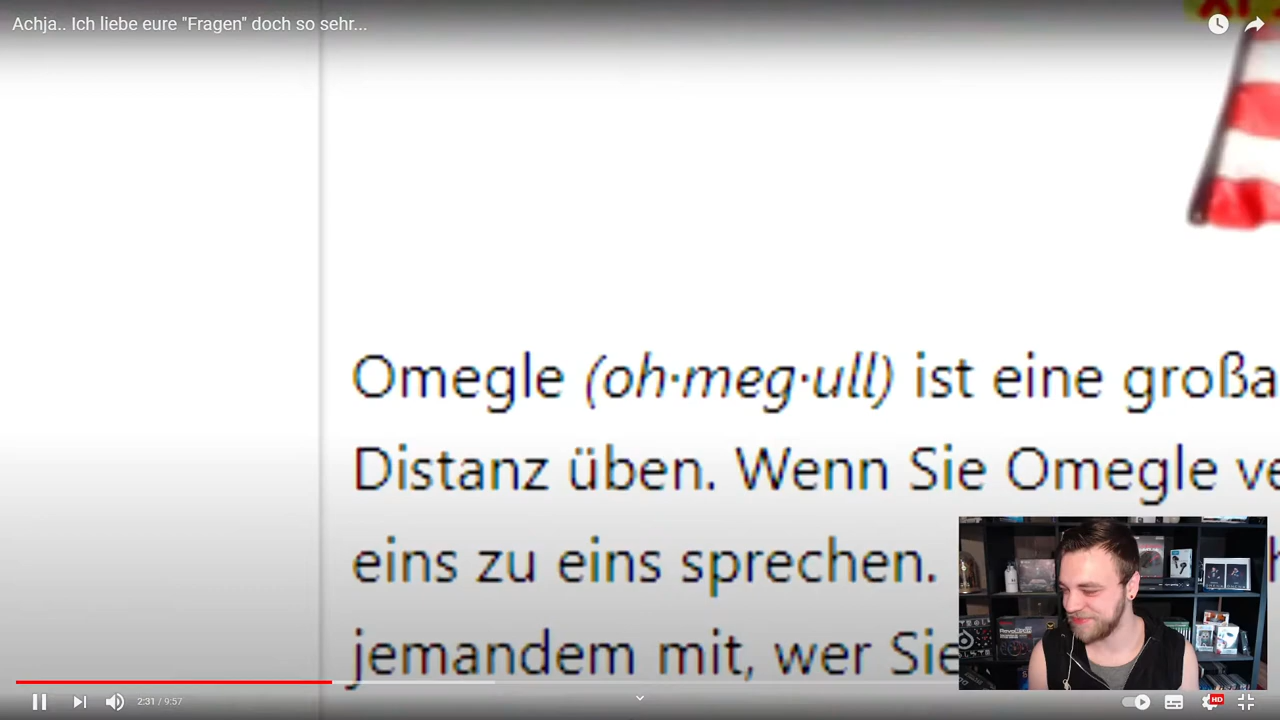 Achja.. Ich liebe eure "Fragen" doch so sehr...
Omegle (oh·meg·ull) ist eine großa
Distanz üben. Wenn Sie Omegle ve
eins zu eins sprechen.
jemandem mit, wer Sie
2:31 / 9:57
HD